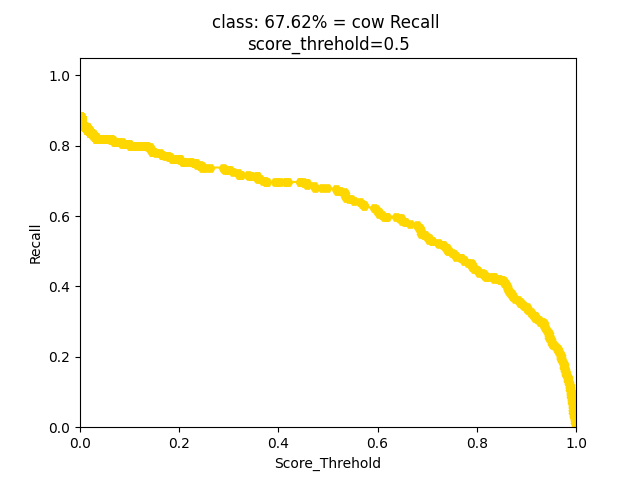 class: 67.62% = cow Recall
score_threhold=0.5
1.0
0.8
0.6
0.4
0.2
0.0
Recall
0.0 0.2 0.4 0.6 0.8 1.0
Score_Threhold